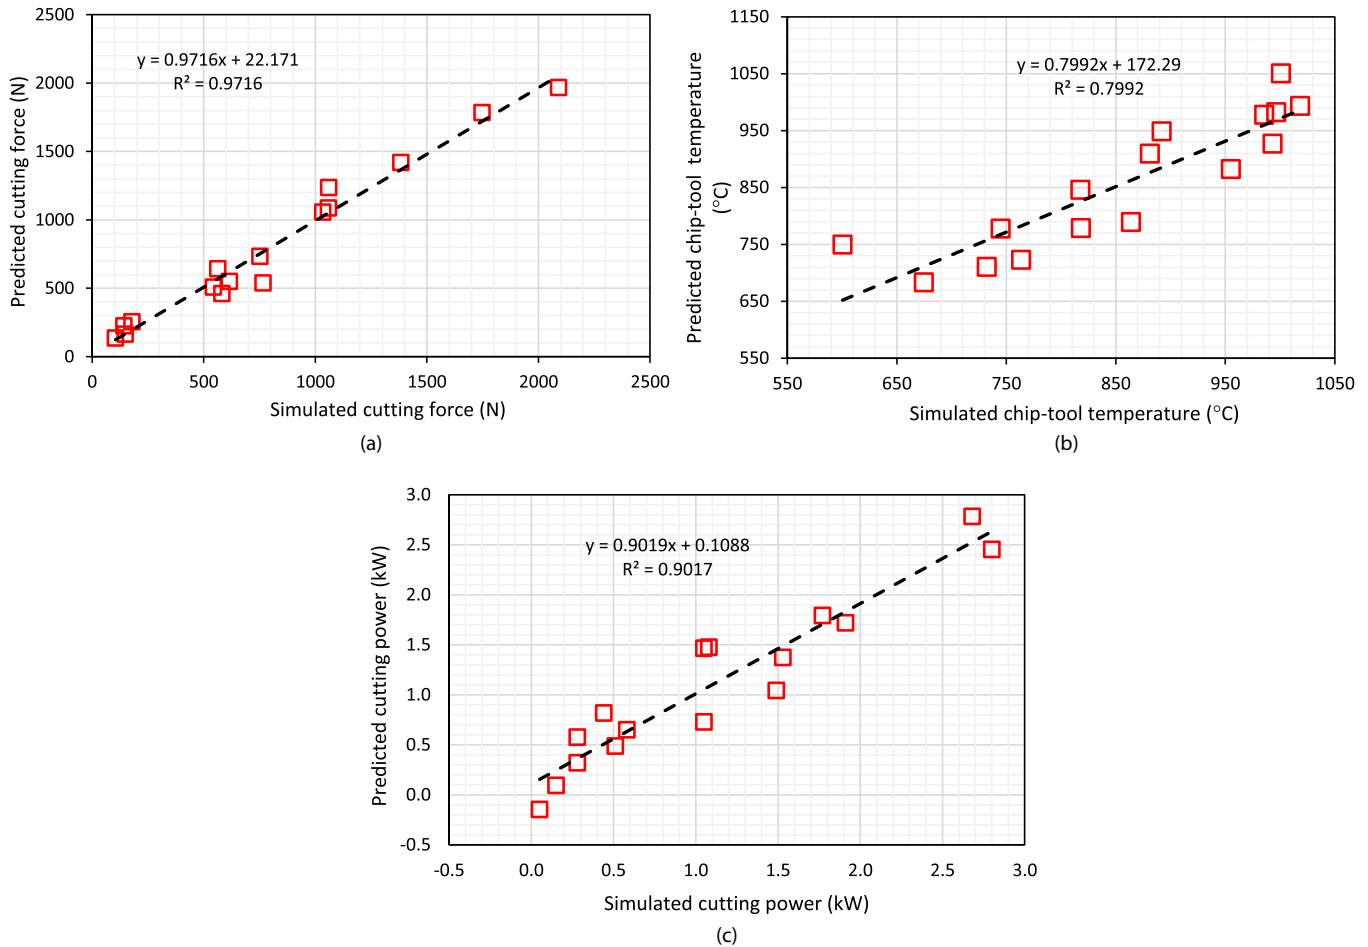 2500
2000
1500
1000
500
0
Predicted cutting force (N)
y = 0.9716x + 22.171
R² = 0.9716
0 500 1000 1500 2000 2500
Simulated cutting force (N)
(a)
1150
1050
950
850
750
650
550
Predicted chip-tool temperature
(°C)
y = 0.7992x + 172.29
R² = 0.7992
550 650 750 850 950 1050
Simulated chip-tool temperature (°C)
(b)
3.0
2.5
2.0
1.5
1.0
0.5
0.0
-0.5
Predicted cutting power (kW)
y = 0.9019x + 0.1088
R² = 0.9017
-0.5 0.0 0.5 1.0 1.5 2.0 2.5 3.0
Simulated cutting power (kW)
(c)